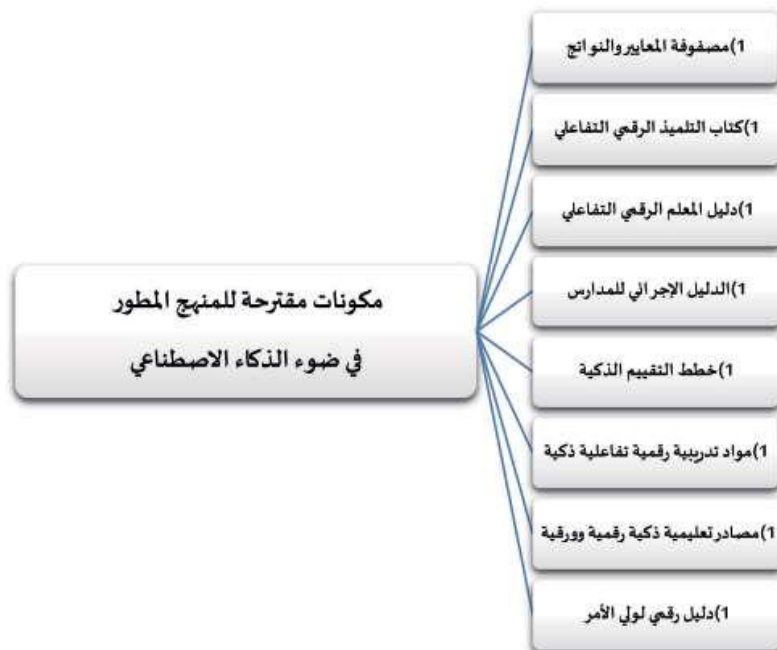 1)مصفوفة المعايير والنواتج
1)كتاب التلميذ الرقمي التفاعلي
1)دليل المعلم الرقمي التفاعلي
1)الدليل الإجرائي للمدارس
مكونات مقترحة للمنهج المطور
في ضوء الذكاء الاصطناعي
1)خطط التقييم الذكية
1)مواد تدريبية رقمية تفاعلية ذكية
1)مصادر تعليمية ذكية رقمية وورقية
1)دليل رقمي لولي الأمر